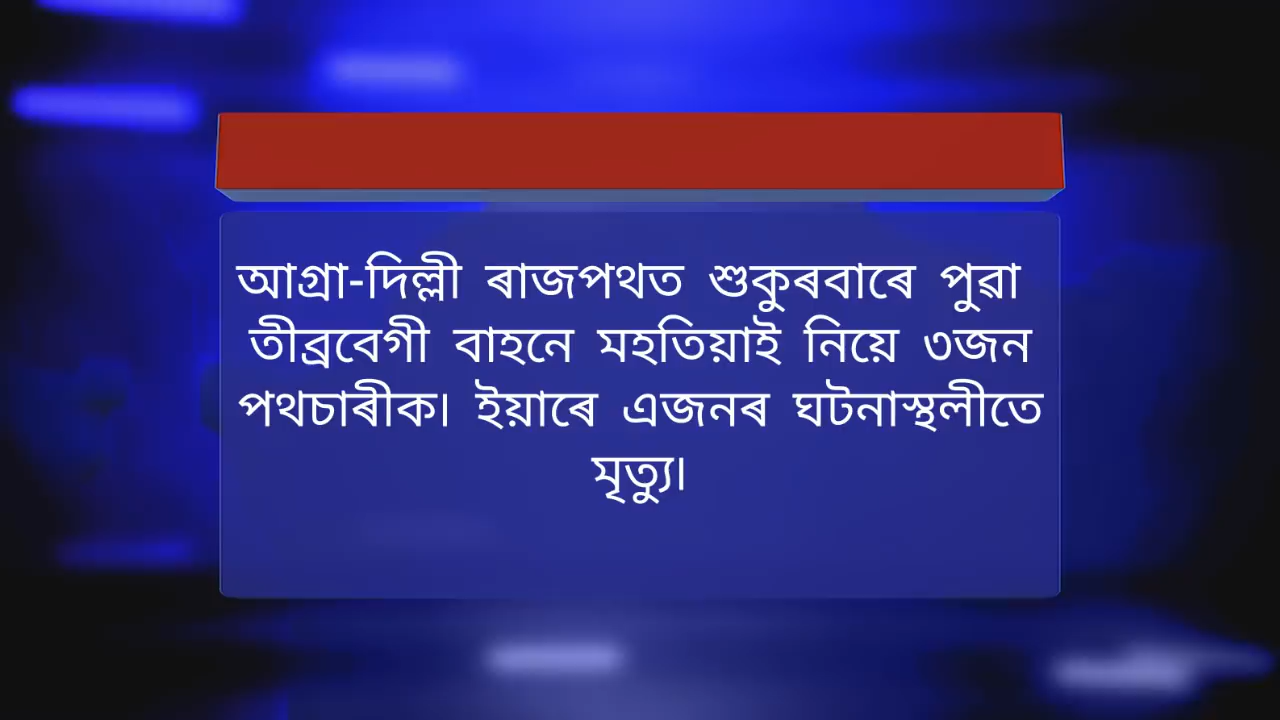 আগ্ৰা-দিল্লী ৰাজপথত শুকুৰবাৰে পুৱা
তীব্ৰবেগী বাহনে মহতিয়াই নিয়ে ৩জন
পথচাৰীক। ইয়াৰে এজনৰ ঘটনাস্থলীতে
মৃত্যু।